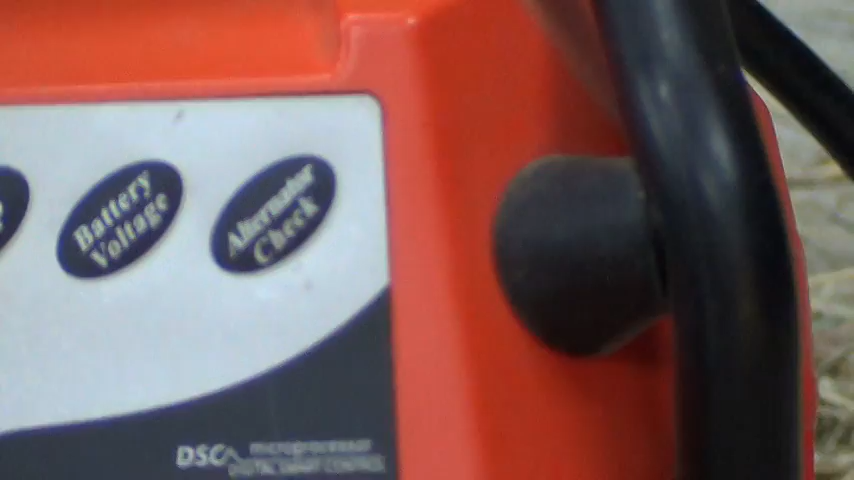 Battery
Voltage
Alternator
Check
DSC microprocessor
DIGITAL SMART CONTROL